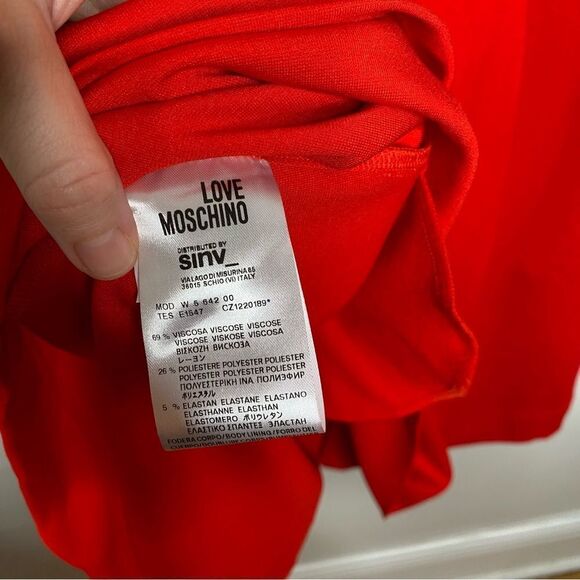 LOVE
MOSCHINO
DISTRIBUTED BY
sinv_
VIA LAGO DI MISURINA 85
36015 SCHIO (VI) ITALY
MOD. W 5 642 00
TES E1547 CZ1220189*
69 % VISCOSA VISCOSE VISCOSE
VISCOSE VISKOSE VISCOSA
ΒΙΣΚΟΖΗ ВИСКОЗА
レーヨン
26 % POLIESTERE POLYESTER POLIESTER
POLYESTER POLYESTER POLIESTER
ΠΟΛΥΕΣΤΕΡΙΚΗ ΙΝΑ ПОЛИЭФИР
ポリエステル
5 % ELASTAN ELASTANE ELASTANO
ELASTHANNE ELASTHAN
ELASTOMERO ポリウレタン
ΕΛΑΣΤΙΚΟ ΣΠΑΝΤΕΞ ЭЛАСТАН
FODERA CORPO/BODY LINING/FORRO DEL